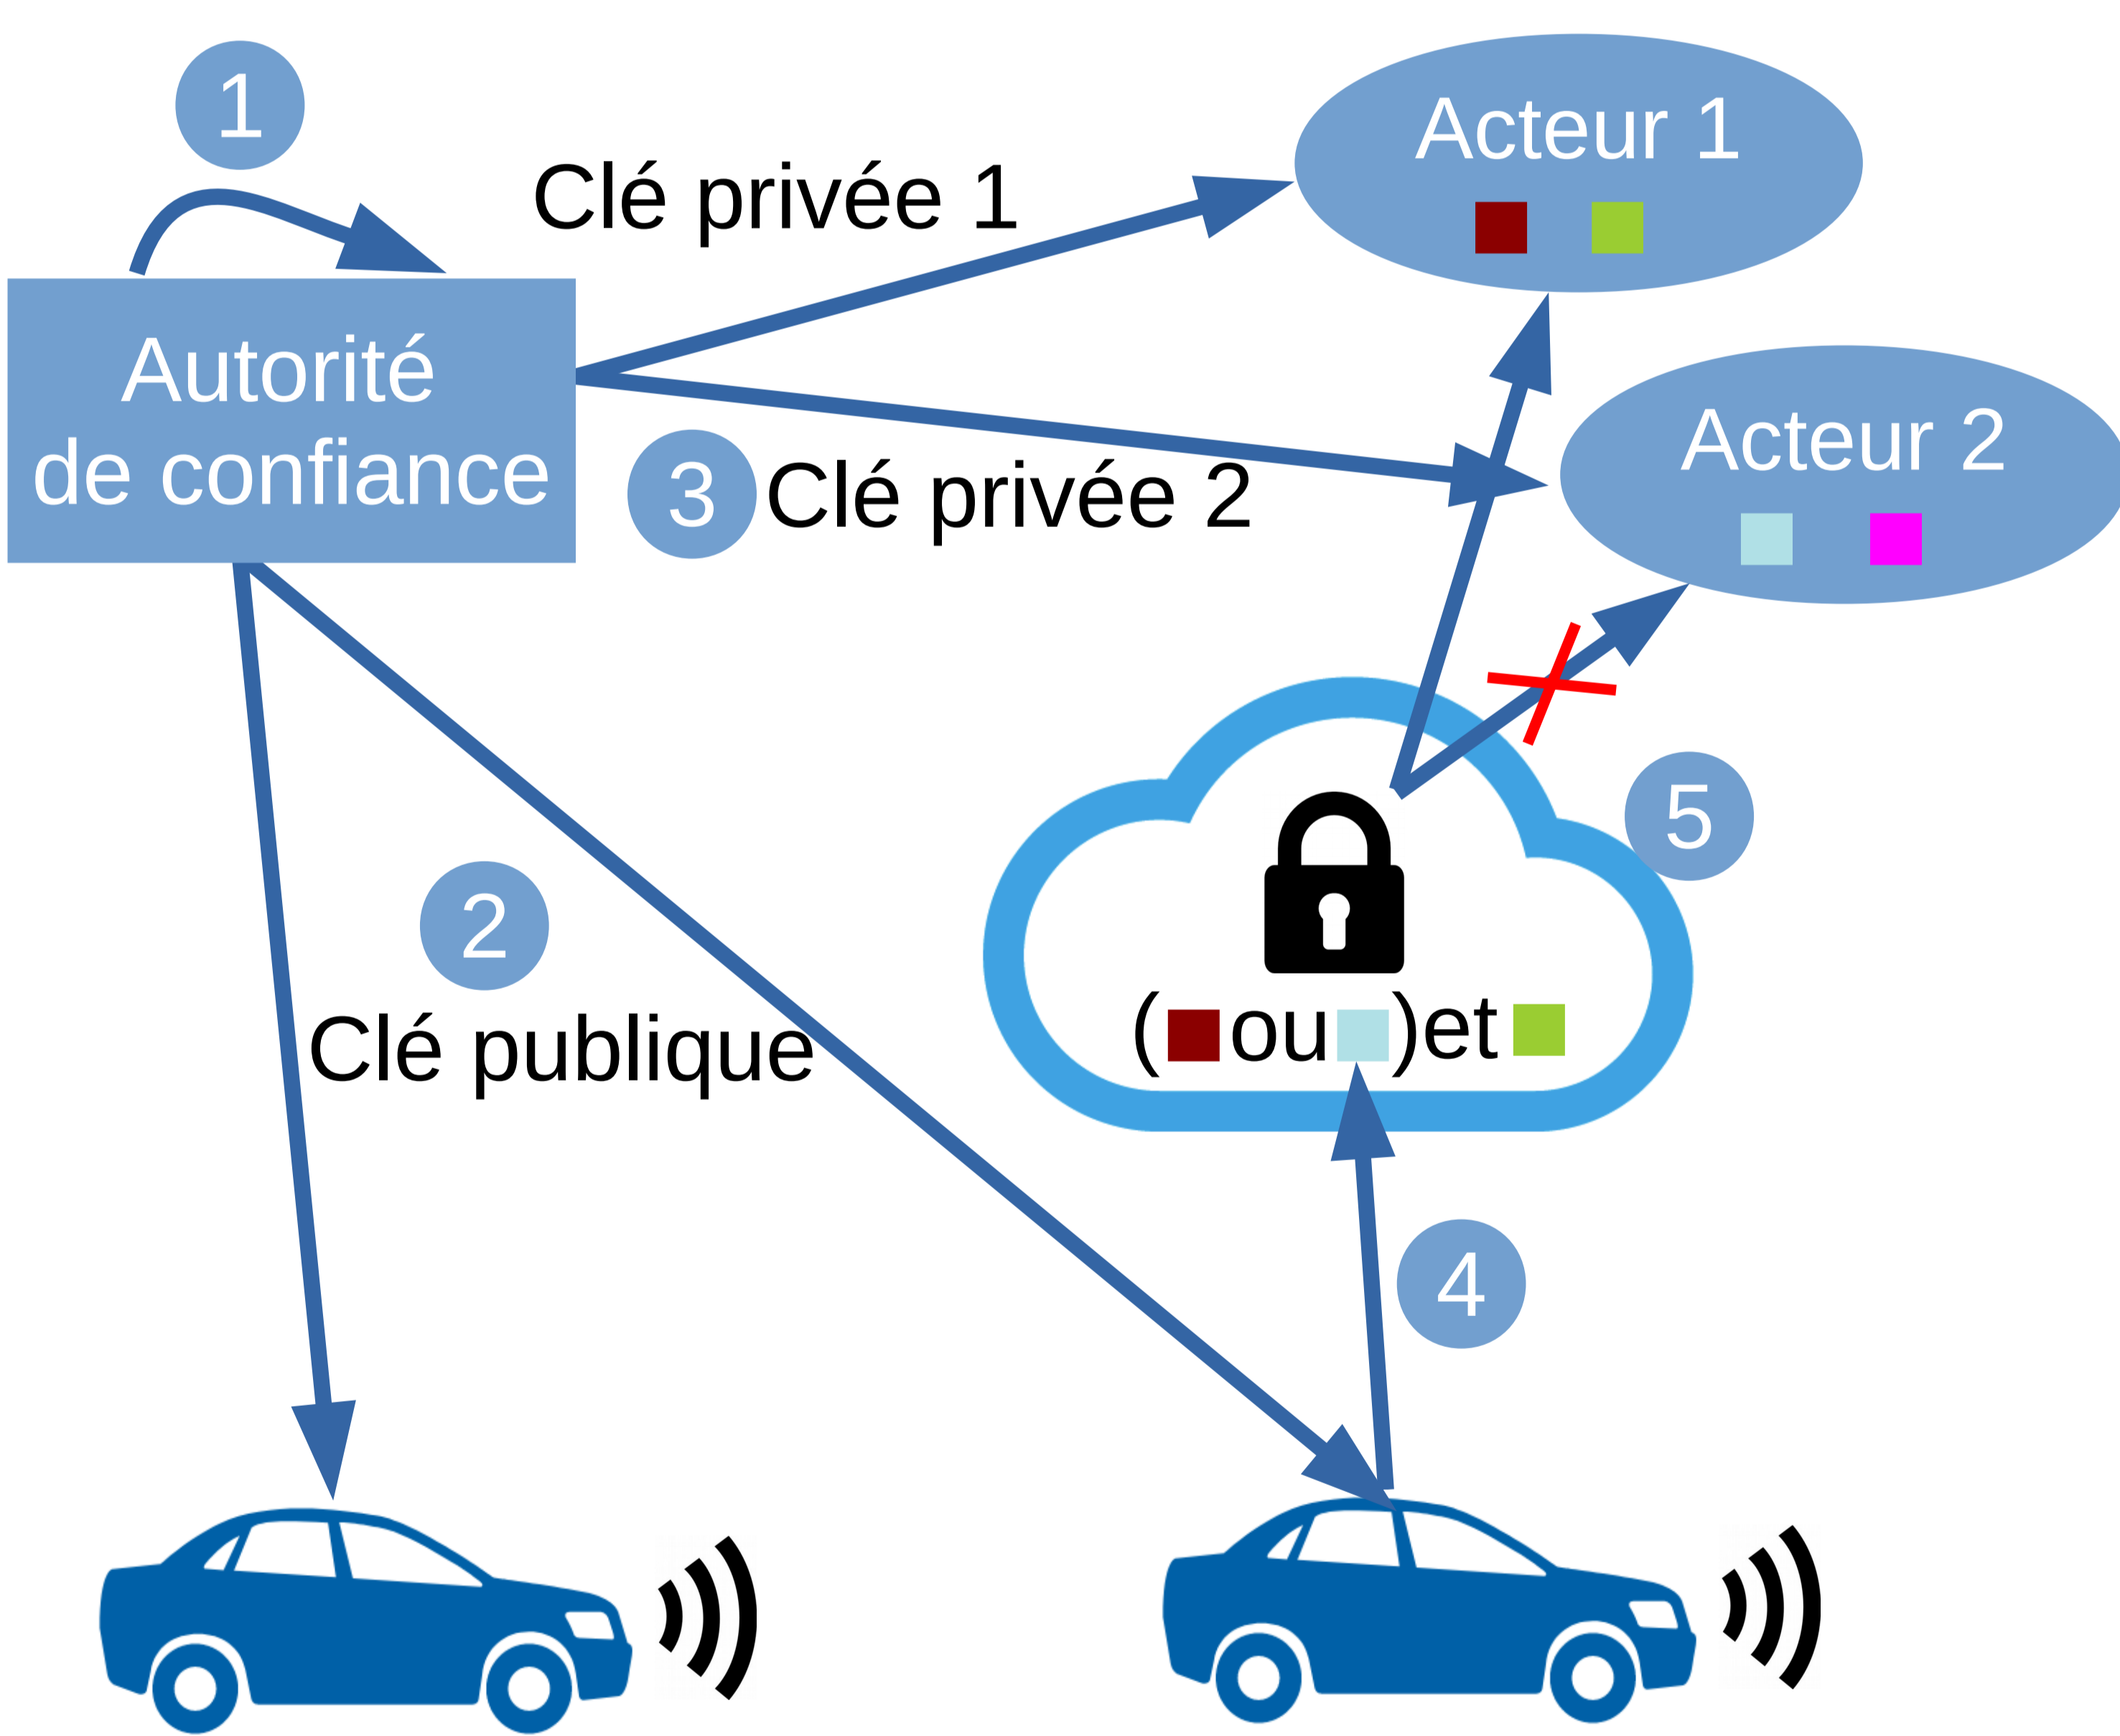 1
Clé privée 1
Acteur 1
Autorité
de confiance
3
Clé privée 2
Acteur 2
5
2
Clé publique
( ou )et
4